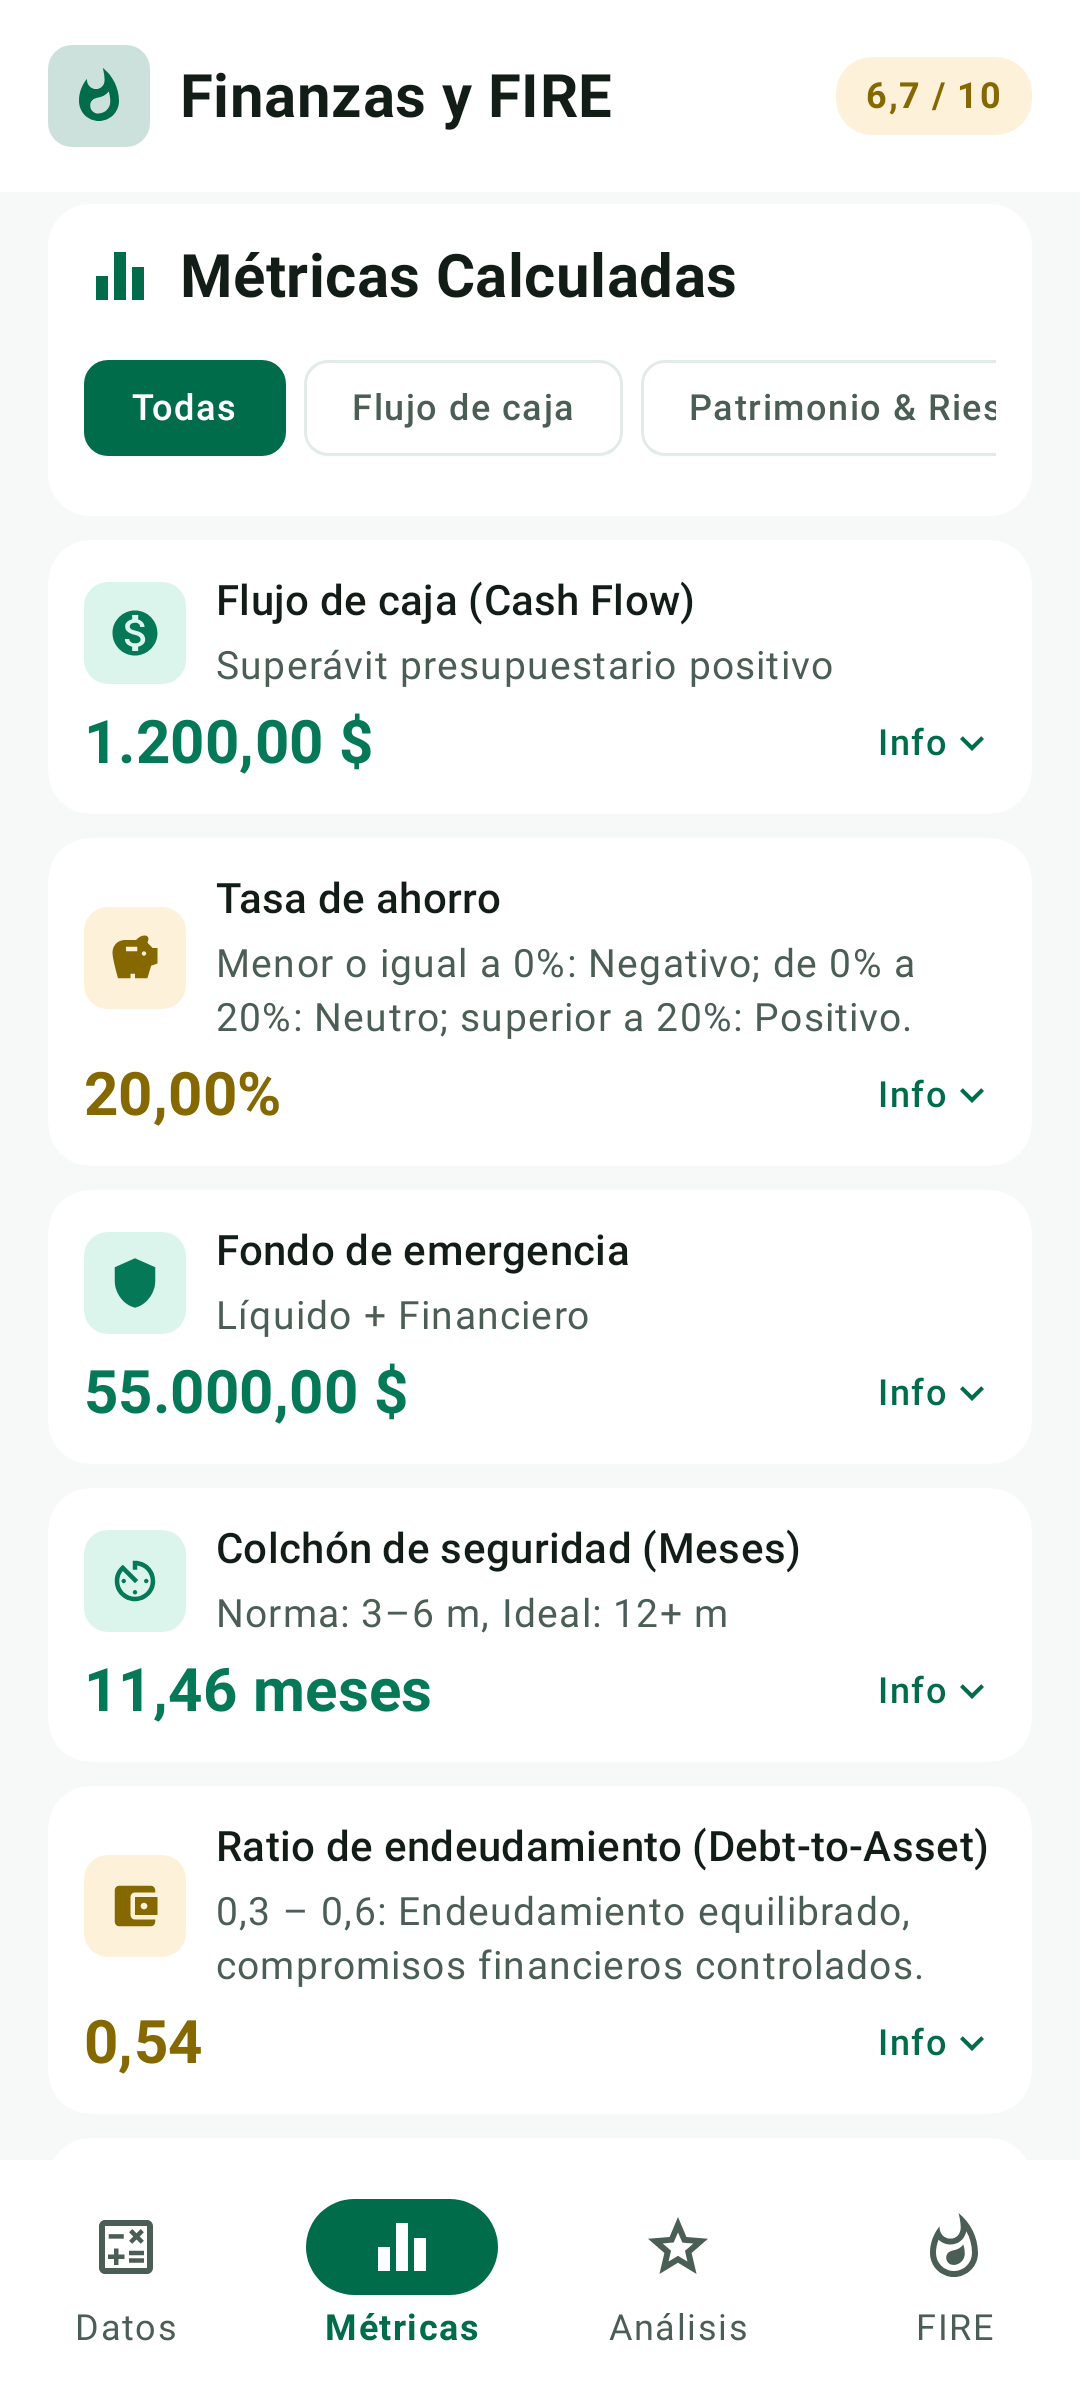 Finanzas y FIRE
6,7 / 10
Métricas Calculadas
Todas
Flujo de caja
Patrimonio & Ries
Flujo de caja (Cash Flow)
Superávit presupuestario positivo
1.200,00 $
Info
Tasa de ahorro
Menor o igual a 0%: Negativo; de 0% a
20%: Neutro; superior a 20%: Positivo.
20,00%
Info
Fondo de emergencia
Líquido + Financiero
55.000,00 $
Info
Colchón de seguridad (Meses)
Norma: 3–6 m, Ideal: 12+ m
11,46 meses
Info
Ratio de endeudamiento (Debt-to-Asset)
0,3 – 0,6: Endeudamiento equilibrado,
compromisos financieros controlados.
0,54
Info
Datos
Métricas
Análisis
FIRE